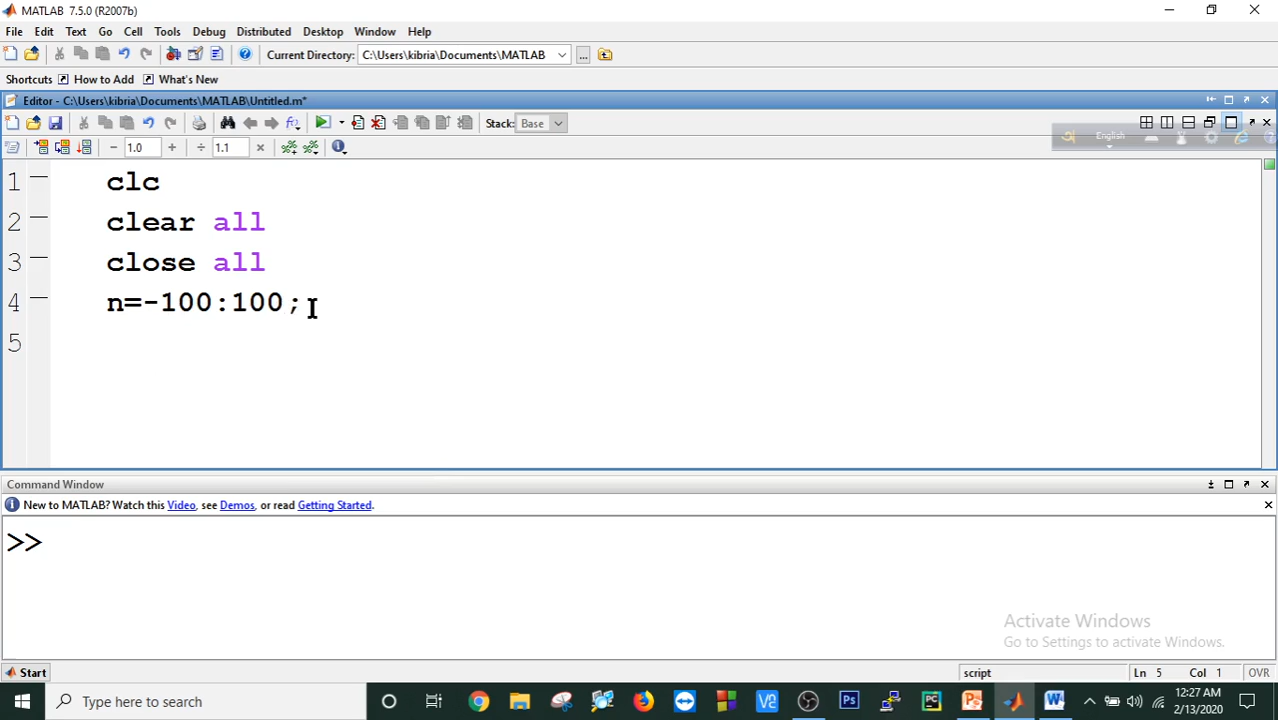 MATLAB 7.5.0 (R2007b)
File Edit Text Go Cell Tools Debug Distributed Desktop Window Help
Current Directory: C:\Users\kibria\Documents\MATLAB ...
Shortcuts How to Add What's New
Editor - C:\Users\kibria\Documents\MATLAB\Untitled.m*
Stack: Base
- 1.0 + ÷ 1.1 ×
English
1 clc
2 clear all
3 close all
4 n=-100:100;
5
Command Window
New to MATLAB? Watch this Video, see Demos, or read Getting Started.
>>
Activate Windows
Go to Settings to activate Windows.
Start
script Ln 5 Col 1 OVR
Type here to search
12:27 AM
2/13/2020